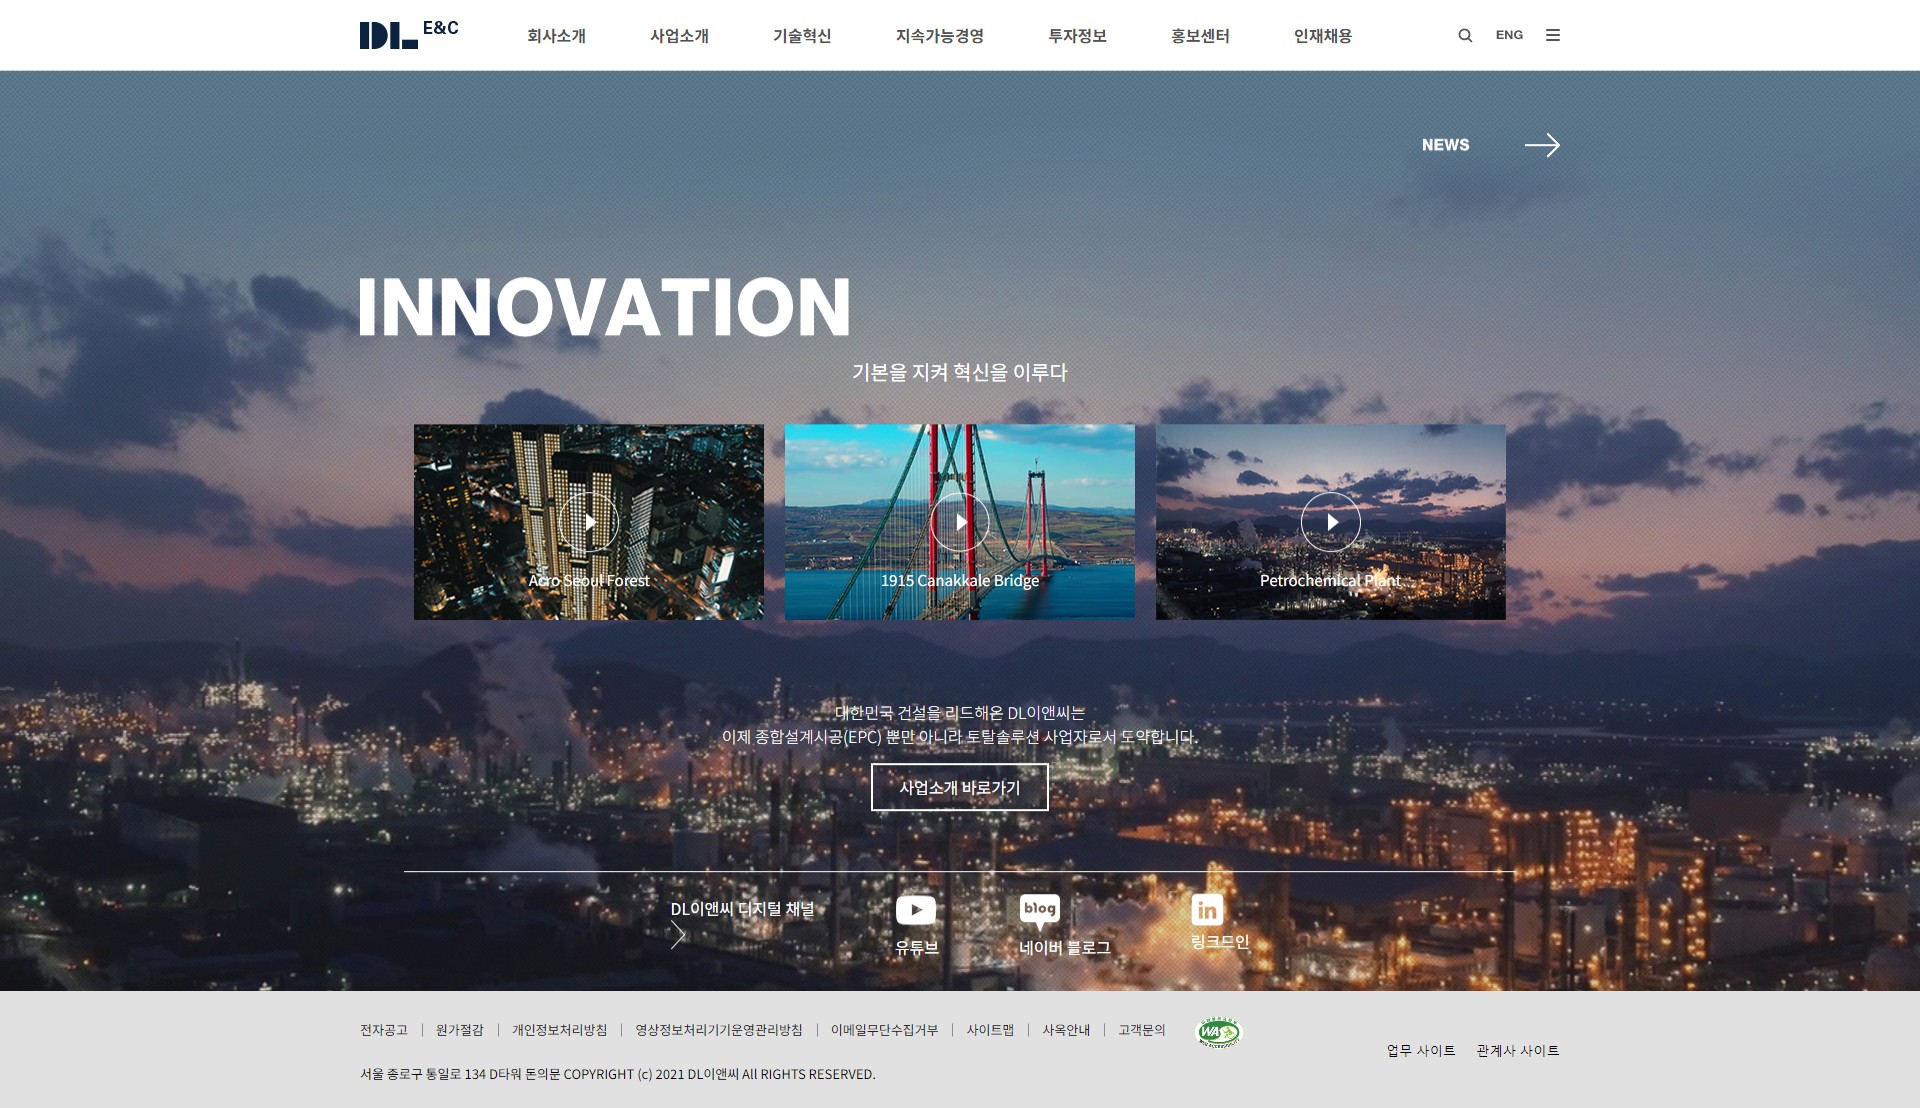 DL E&C
회사소개 사업소개 기술혁신 지속가능경영 투자정보 홍보센터 인재채용 ENG
NEWS
INNOVATION
기본을 지켜 혁신을 이루다
Acro Seoul Forest
1915 Canakkale Bridge
Petrochemical Plant
대한민국 건설을 리드해온 DL이앤씨는
이제 종합설계시공(EPC) 뿐만 아니라 토탈솔루션 사업자로서 도약합니다.
사업소개 바로가기
DL이앤씨 디지털 채널
유튜브
blog
네이버 블로그
in
링크드인
전자공고 원가절감 개인정보처리방침 영상정보처리기기운영관리방침 이메일무단수집거부 사이트맵 사옥안내 고객문의
WA
업무 사이트 관계사 사이트
서울 종로구 통일로 134 D타워 돈의문 COPYRIGHT (c) 2021 DL이앤씨 All RIGHTS RESERVED.